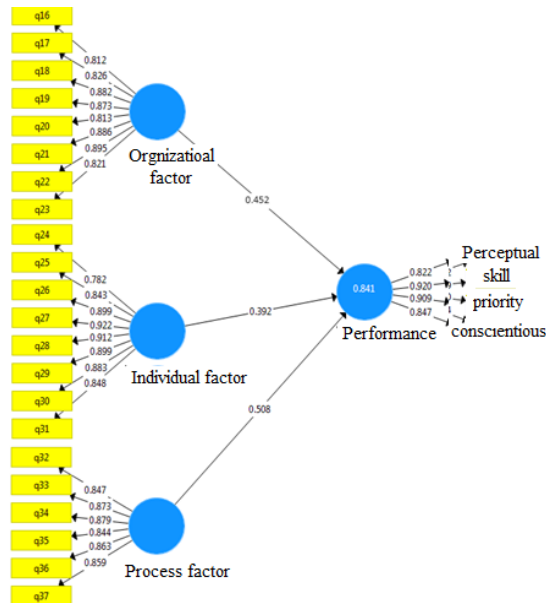 q16
q17
q18
q19
q20
q21
q22
q23
0.812
0.826
0.882
0.873
0.813
0.886
0.895
0.821
Orgnizatioal
factor
0.452
q24
q25
q26
q27
q28
q29
q30
q31
0.782
0.843
0.899
0.922
0.912
0.899
0.883
0.848
Individual factor
0.392
q32
q33
q34
q35
q36
q37
0.847
0.873
0.879
0.844
0.863
0.859
Process factor
0.508
0.841
Performance
0.822
0.920
0.909
0.847
Perceptual
skill
priority
conscientious